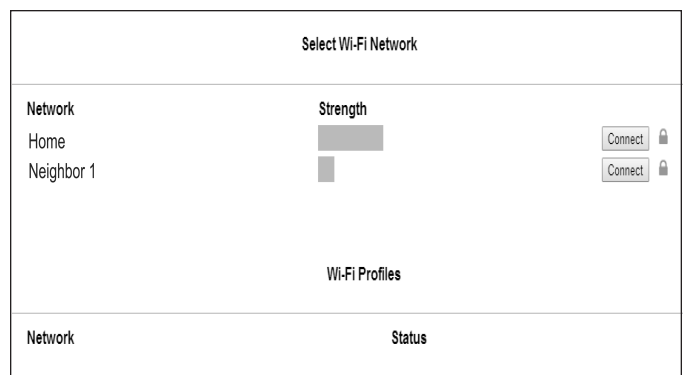 Select Wi-Fi Network
Network Strength
Home Connect
Neighbor 1 Connect
Wi-Fi Profiles
Network Status